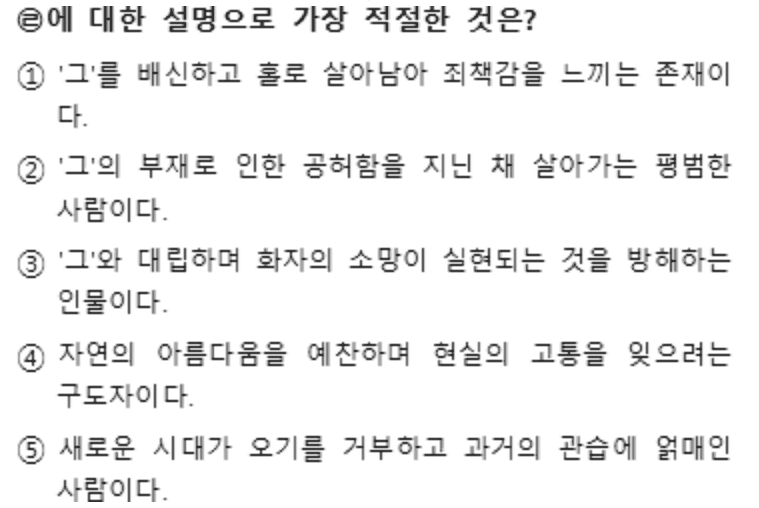 ㉣에 대한 설명으로 가장 적절한 것은?
① '그'를 배신하고 홀로 살아남아 죄책감을 느끼는 존재이
다.
② '그'의 부재로 인한 공허함을 지닌 채 살아가는 평범한
사람이다.
③ '그'와 대립하며 화자의 소망이 실현되는 것을 방해하는
인물이다.
④ 자연의 아름다움을 예찬하며 현실의 고통을 잊으려는
구도자이다.
⑤ 새로운 시대가 오기를 거부하고 과거의 관습에 얽매인
사람이다.